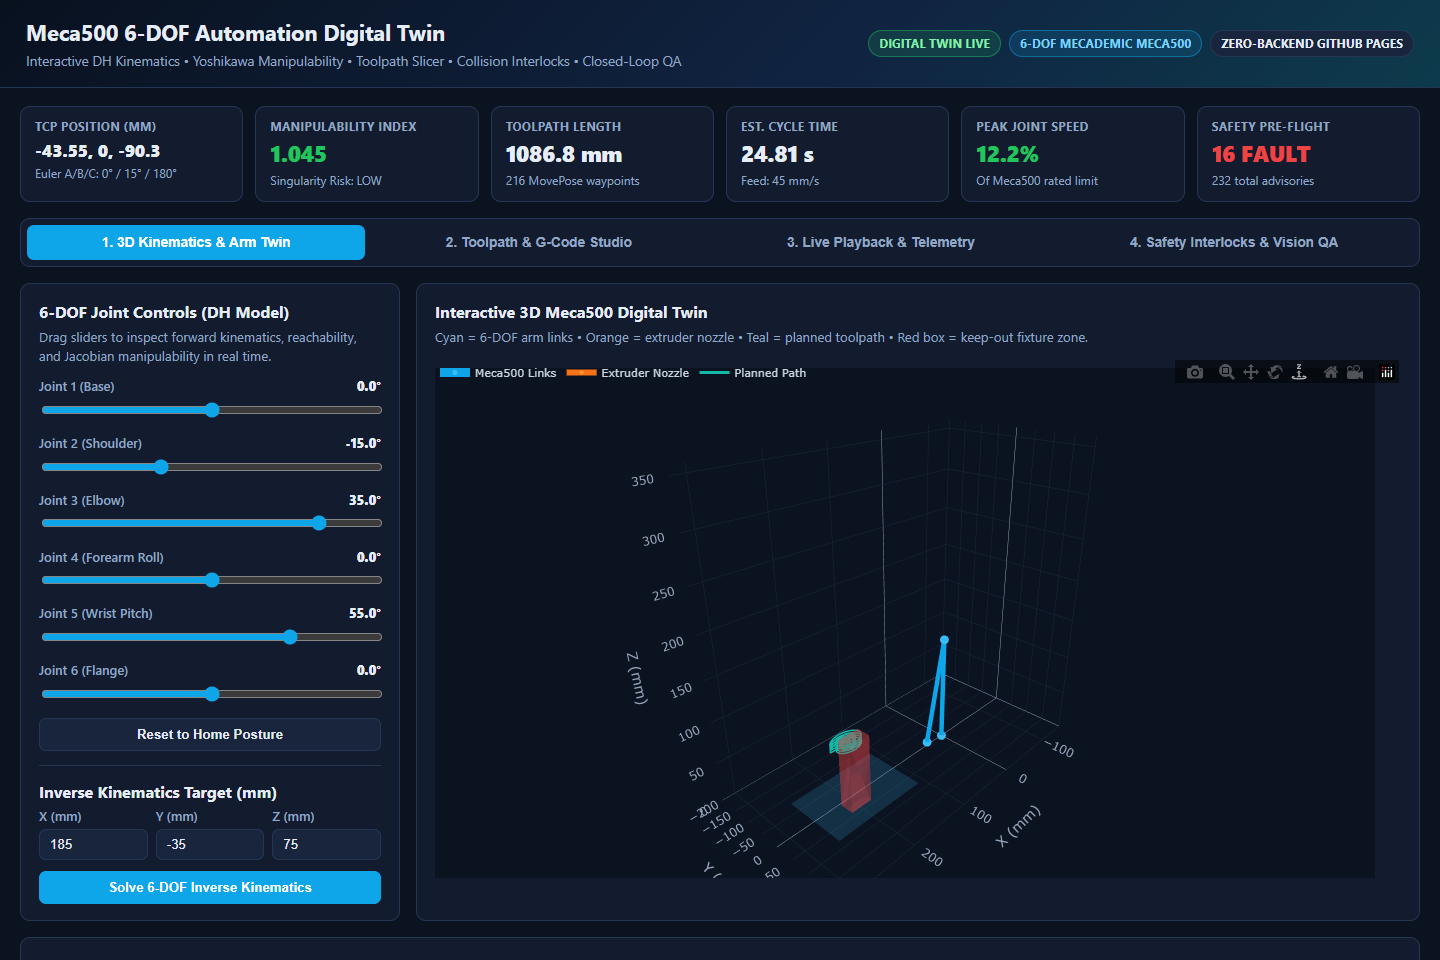 Meca500 6-DOF Automation Digital Twin
Interactive DH Kinematics • Yoshikawa Manipulability • Toolpath Slicer • Collision Interlocks • Closed-Loop QA
DIGITAL TWIN LIVE
6-DOF MECADEMIC MECA500
ZERO-BACKEND GITHUB PAGES
TCP POSITION (MM)
-43.55, 0, -90.3
Euler A/B/C: 0° / 15° / 180°
MANIPULABILITY INDEX
1.045
Singularity Risk: LOW
TOOLPATH LENGTH
1086.8 mm
216 MovePose waypoints
EST. CYCLE TIME
24.81 s
Feed: 45 mm/s
PEAK JOINT SPEED
12.2%
Of Meca500 rated limit
SAFETY PRE-FLIGHT
16 FAULT
232 total advisories
1. 3D Kinematics & Arm Twin
2. Toolpath & G-Code Studio
3. Live Playback & Telemetry
4. Safety Interlocks & Vision QA
6-DOF Joint Controls (DH Model)
Drag sliders to inspect forward kinematics, reachability,
and Jacobian manipulability in real time.
Joint 1 (Base) 0.0°
Joint 2 (Shoulder) -15.0°
Joint 3 (Elbow) 35.0°
Joint 4 (Forearm Roll) 0.0°
Joint 5 (Wrist Pitch) 55.0°
Joint 6 (Flange) 0.0°
Reset to Home Posture
Inverse Kinematics Target (mm)
X (mm) Y (mm) Z (mm)
185 -35 75
Solve 6-DOF Inverse Kinematics
Interactive 3D Meca500 Digital Twin
Cyan = 6-DOF arm links • Orange = extruder nozzle • Teal = planned toolpath • Red box = keep-out fixture zone.
Meca500 Links Extruder Nozzle Planned Path
350
300
250
200
150
100
50
Z (mm)
−150
−100
−50
0
50
−100
0
100
200
X (mm)